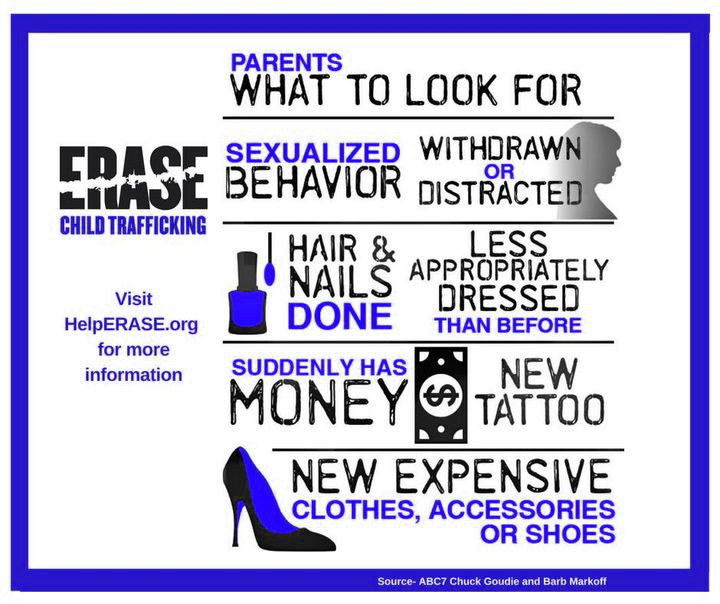 PARENTS
WHAT TO LOOK FOR
ERASE
CHILD TRAFFICKING
Visit
HelpERASE.org
for more
information
SEXUALIZED
BEHAVIOR
WITHDRAWN
OR
DISTRACTED
HAIR &
NAILS
DONE
LESS
APPROPRIATELY
DRESSED
THAN BEFORE
SUDDENLY HAS
MONEY
$
NEW
TATTOO
NEW EXPENSIVE
CLOTHES, ACCESSORIES
OR SHOES
Source- ABC7 Chuck Goudie and Barb Markoff